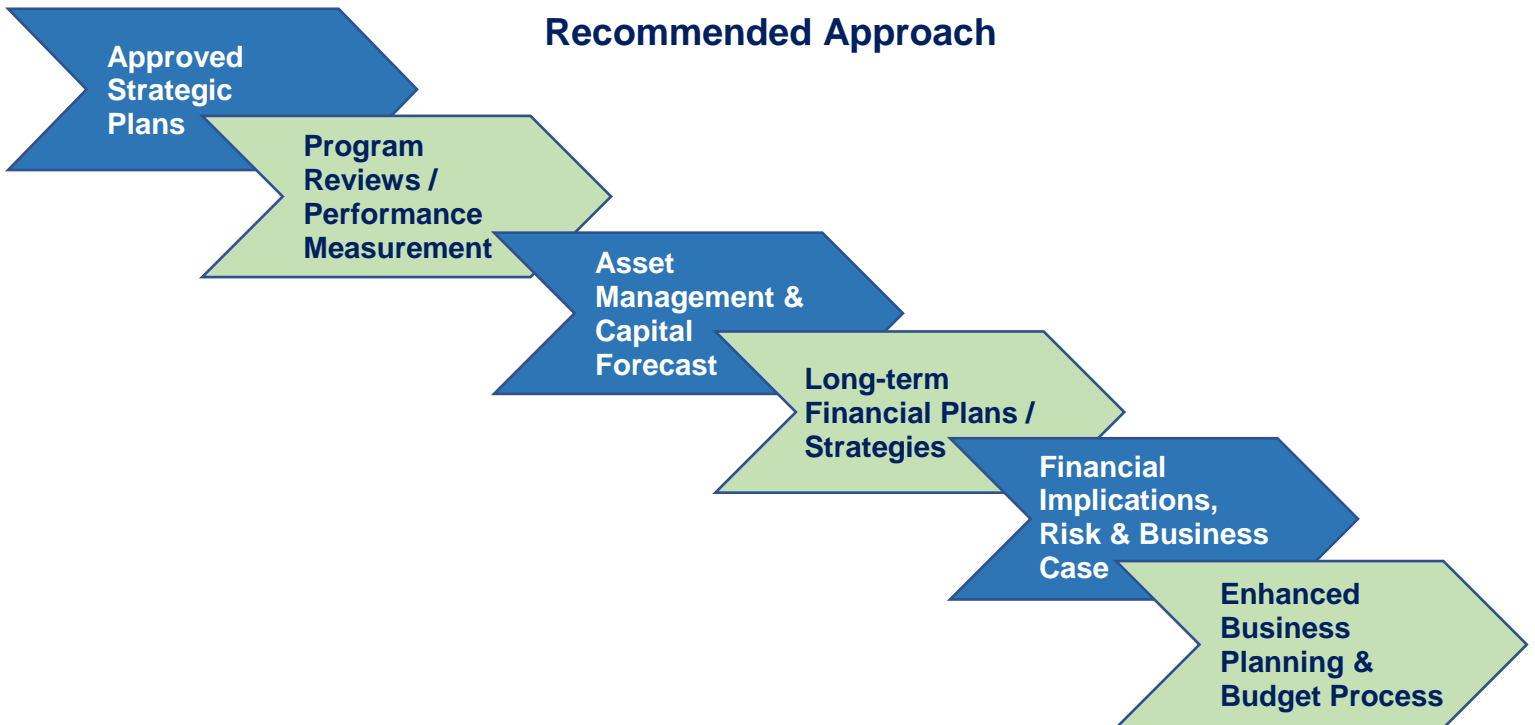 Recommended Approach
Approved
Strategic
Plans
Program
Reviews /
Performance
Measurement
Asset
Management &
Capital
Forecast
Long-term
Financial Plans /
Strategies
Financial
Implications,
Risk & Business
Case
Enhanced
Business
Planning &
Budget Process